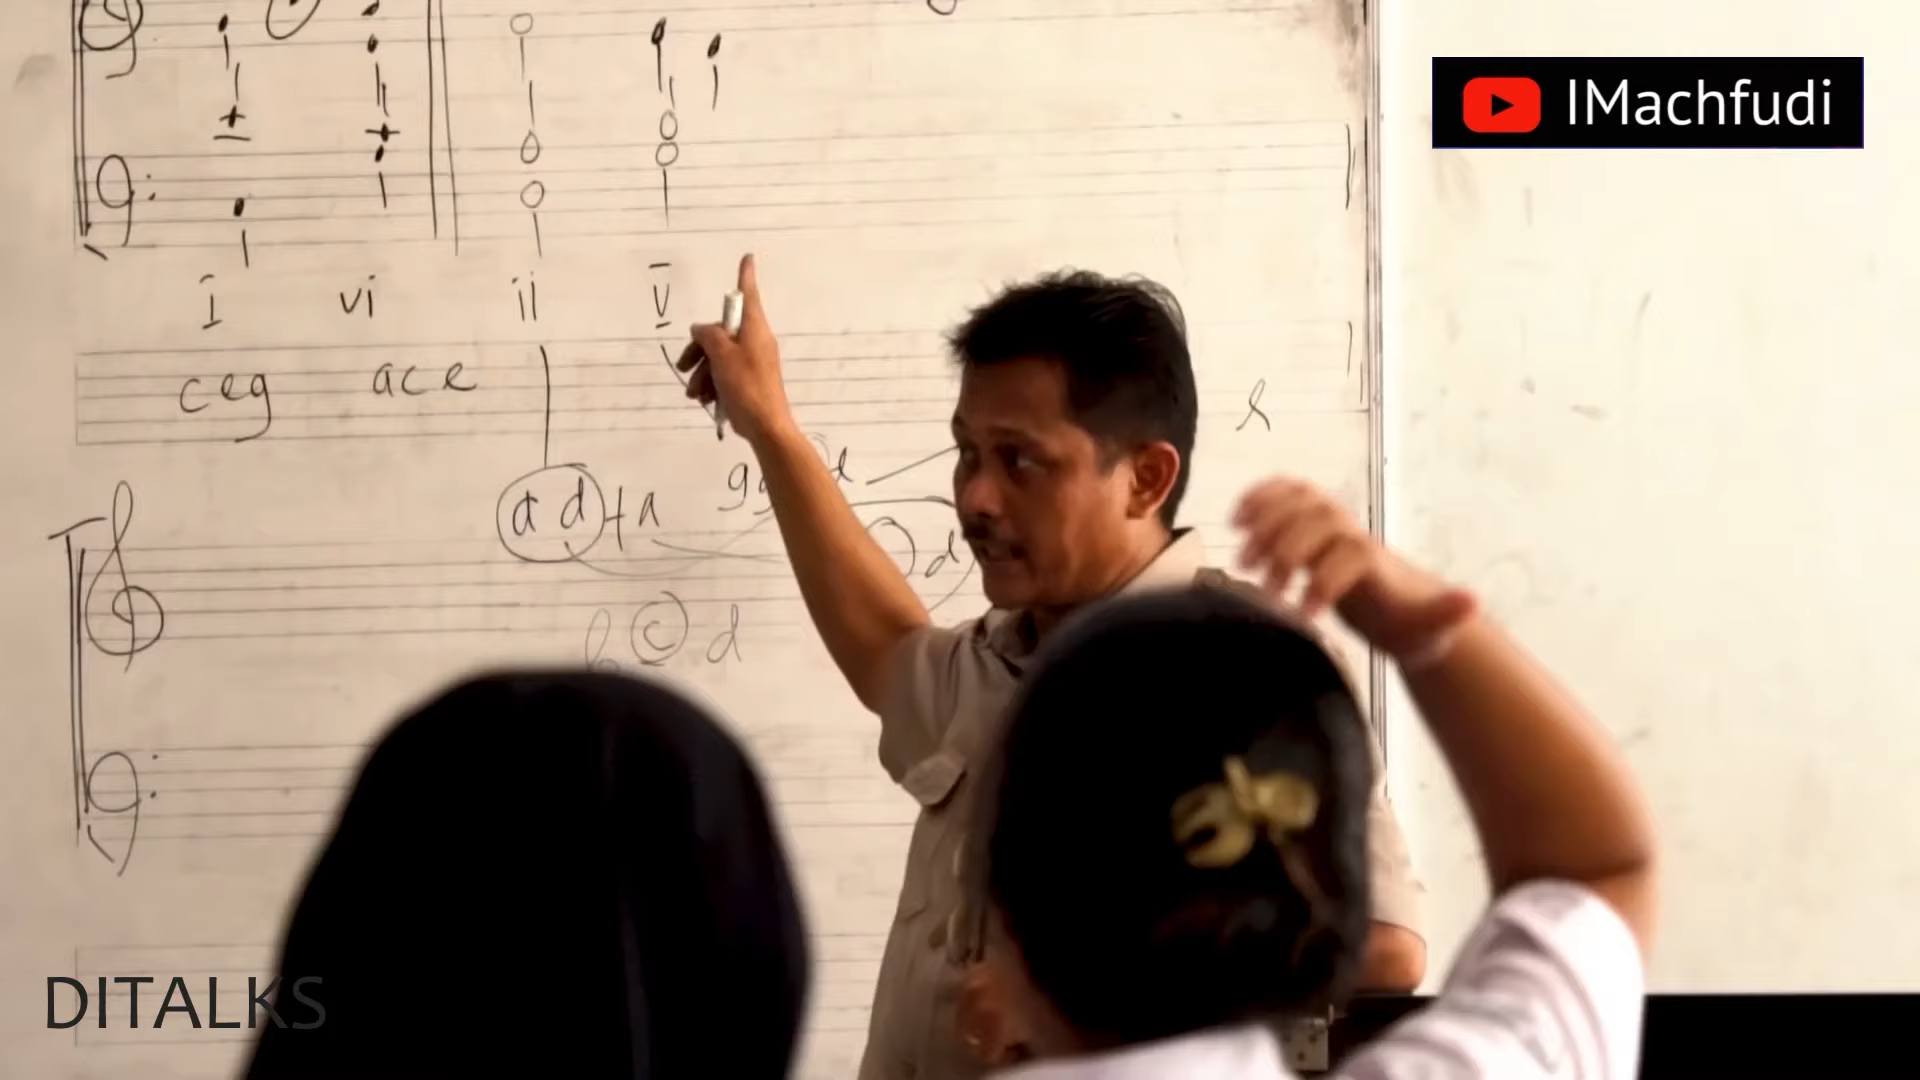 IMachfudi
I vi ii V
ceg ace
d d + a
d
d
b c d
DITALKS